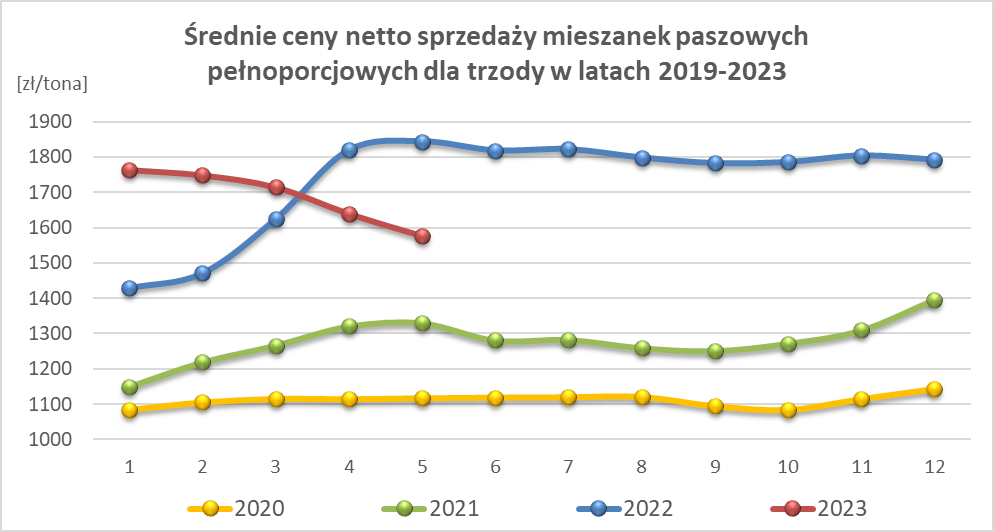 Średnie ceny netto sprzedaży mieszanek paszowych
pełnoporcjowych dla trzody w latach 2019-2023
[zł/tona]
1900
1800
1700
1600
1500
1400
1300
1200
1100
1000
1 2 3 4 5 6 7 8 9 10 11 12
2020 2021 2022 2023